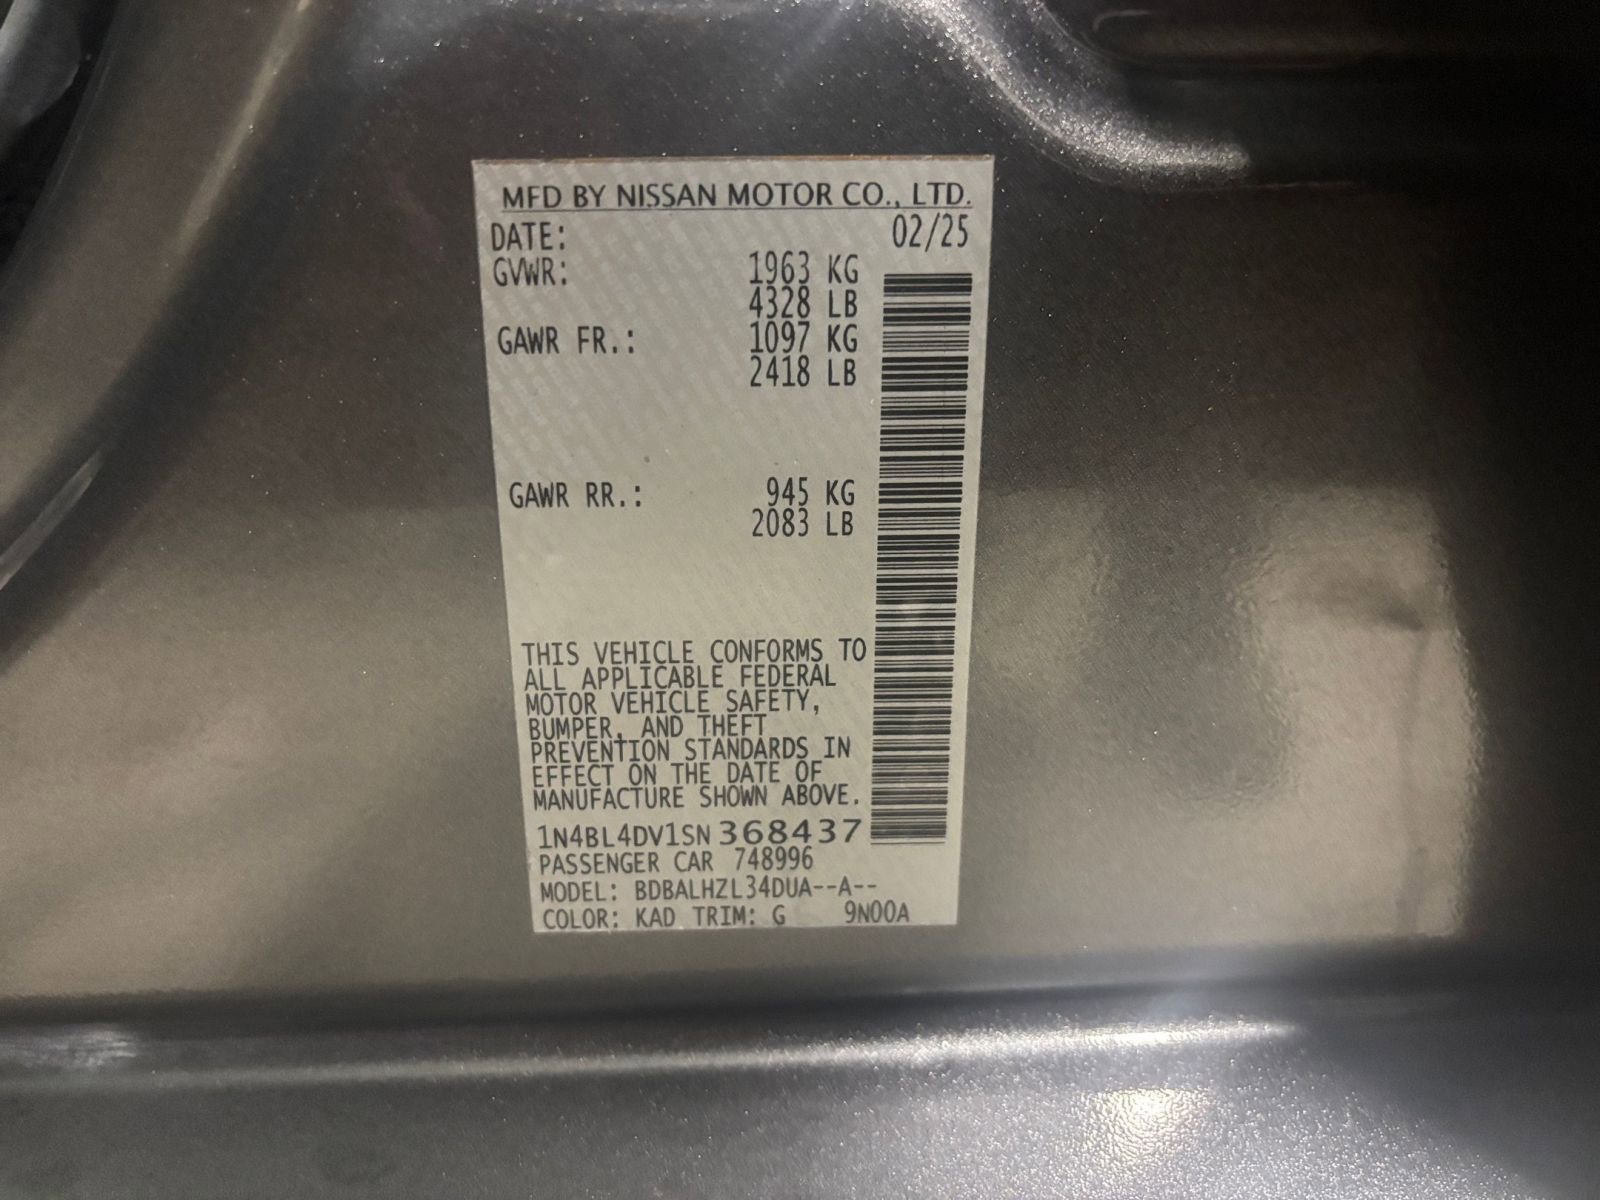 MFD BY NISSAN MOTOR CO., LTD.
DATE: 02/25
GVWR: 1963 KG
4328 LB
GAWR FR.: 1097 KG
2418 LB
GAWR RR.: 945 KG
2083 LB
THIS VEHICLE CONFORMS TO
ALL APPLICABLE FEDERAL
MOTOR VEHICLE SAFETY,
BUMPER, AND THEFT
PREVENTION STANDARDS IN
EFFECT ON THE DATE OF
MANUFACTURE SHOWN ABOVE.
1N4BL4DV1SN368437
PASSENGER CAR 748996
MODEL: BDBALHZL34DUA--A--
COLOR: KAD TRIM: G 9N00A